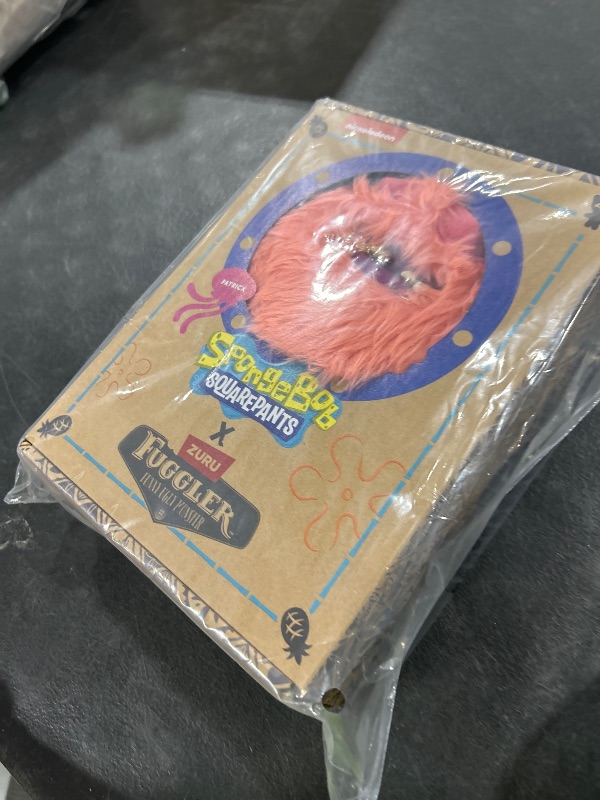 nickelodeon
PATRICK
SpongeBob
SQUAREPANTS
X
ZURU
FUGGLER
FUNNY UGLY MONSTER